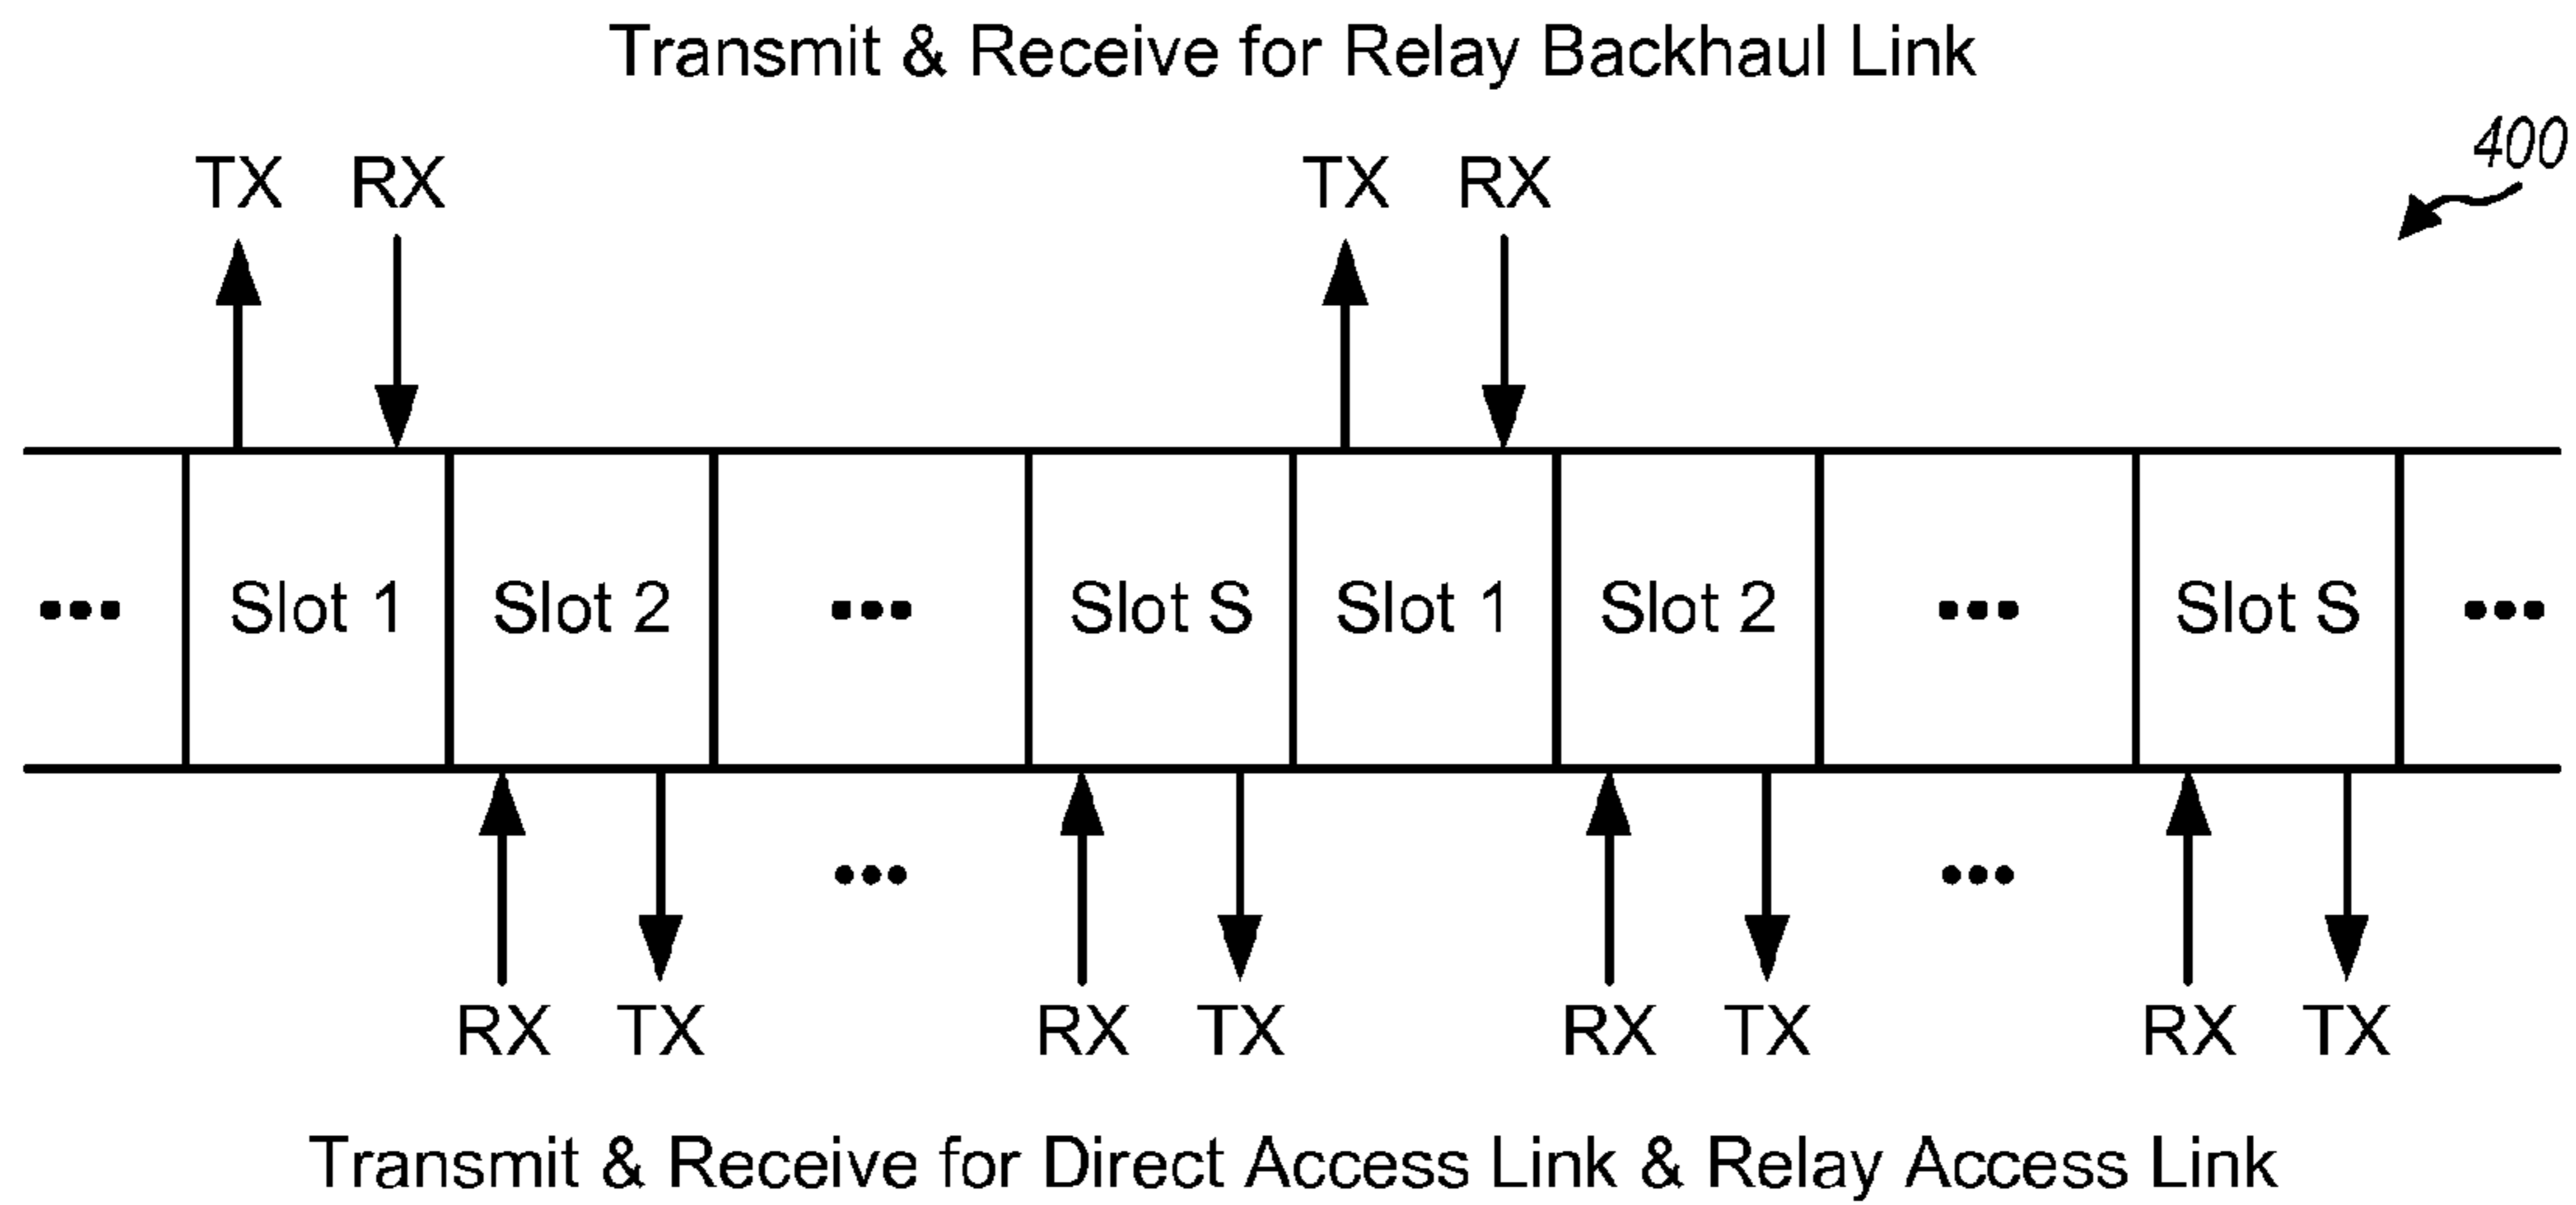 Transmit & Receive for Relay Backhaul Link
400
TX RX TX RX
••• Slot 1 Slot 2 ••• Slot S Slot 1 Slot 2 ••• Slot S •••
••• •••
RX TX RX TX RX TX RX TX
Transmit & Receive for Direct Access Link & Relay Access Link